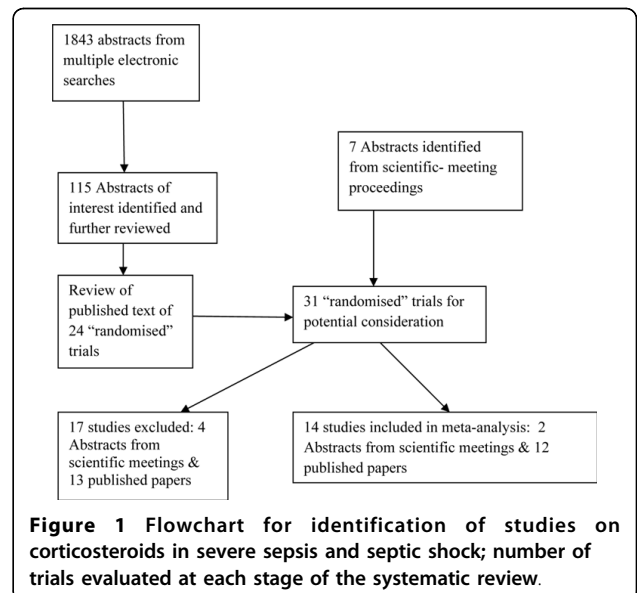 1843 abstracts from
multiple electronic
searches
7 Abstracts identified
from scientific- meeting
proceedings
115 Abstracts of
interest identified and
further reviewed
Review of
published text of
24 “randomised”
trials
31 “randomised” trials for
potential consideration
17 studies excluded: 4
Abstracts from
scientific meetings &
13 published papers
14 studies included in meta-analysis:  2
Abstracts from scientific meetings & 12
published papers
Figure 1 Flowchart for identification of studies on
corticosteroids in severe sepsis and septic shock; number of
trials evaluated at each stage of the systematic review.